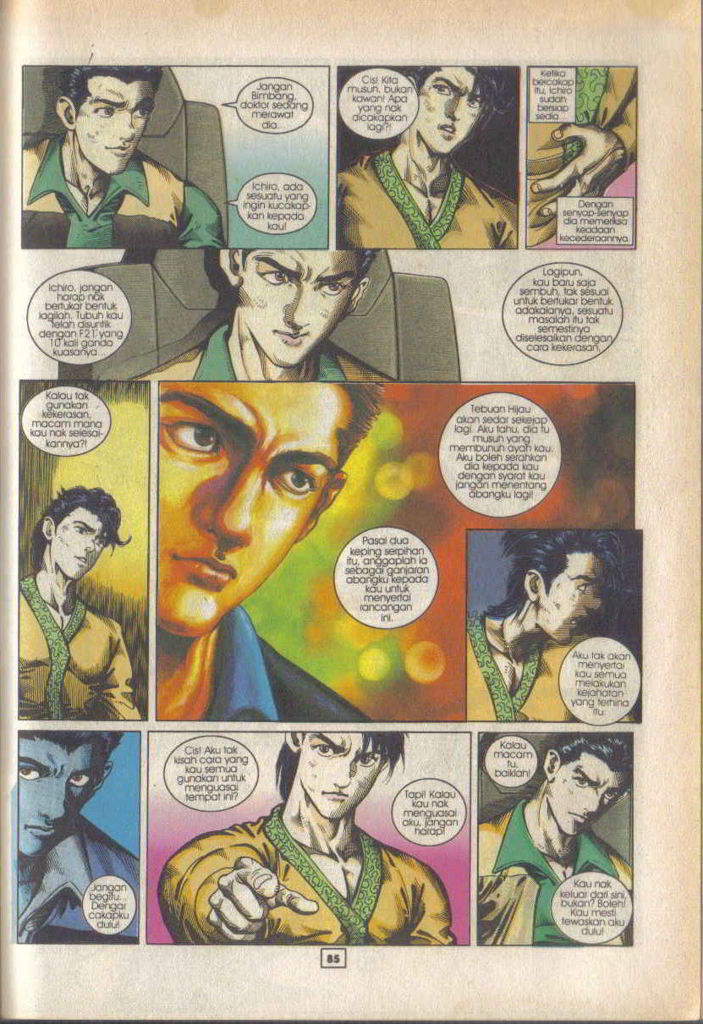 Jangan
Bimbang,
doktor sedang
merawat
dia...
Ichiro, ada
sesuatu yang
ingin kucakap-
kan kepada
kau!
Cis! Kita
musuh, bukan
kawan! Apa
yang nak
dicakapkan
lagi?!
Ketika
bercakap
itu, Ichiro
sudah
bersiap
sedia...
Dengan
senyap-senyap
dia memeriksa
keadaan
kecederaannya.
Ichiro, jangan
harap nak
bertukar bentuk
lagilah. Tubuh kau
telah disuntik
dengan F21 yang
10 kali ganda
kuasanya...
Lagipun,
kau baru saja
sembuh, tak sesuai
untuk bertukar bentuk.
adakalanya, sesuatu
masalah itu tak
semestinya
diselesaikan dengan
cara kekerasan.
Kalau tak
gunakan
kekerasan,
macam mana
kau nak selesai-
kannya?!
Tebuan Hijau
akan sedar sekejap
lagi. Aku tahu, dia tu
musuh yang
membunuh ayah kau.
Aku boleh serahkan
dia kepada kau
dengan syarat kau
jangan menentang
abangku lagi!
Pasal dua
keping serpihan
itu, anggaplah ia
sebagai ganjaran
abangku kepada
kau untuk
menyertai
rancangan
ini.
Aku tak akan
menyertai
kau semua
melakukan
kejahatan
yang terhina
itu.
Jangan
begitu...
Dengar
cakapku
dulu!
Cis! Aku tak
kisah cara yang
kau semua
gunakan untuk
menguasai
tempat ini?
Tapi! Kalau
kau nak
menguasai
aku, jangan
harap!
Kalau
macam
tu,
baiklah!
Kau nak
keluar dari sini,
bukan? Boleh!
Kau mesti
tewaskan aku
dulu!
85